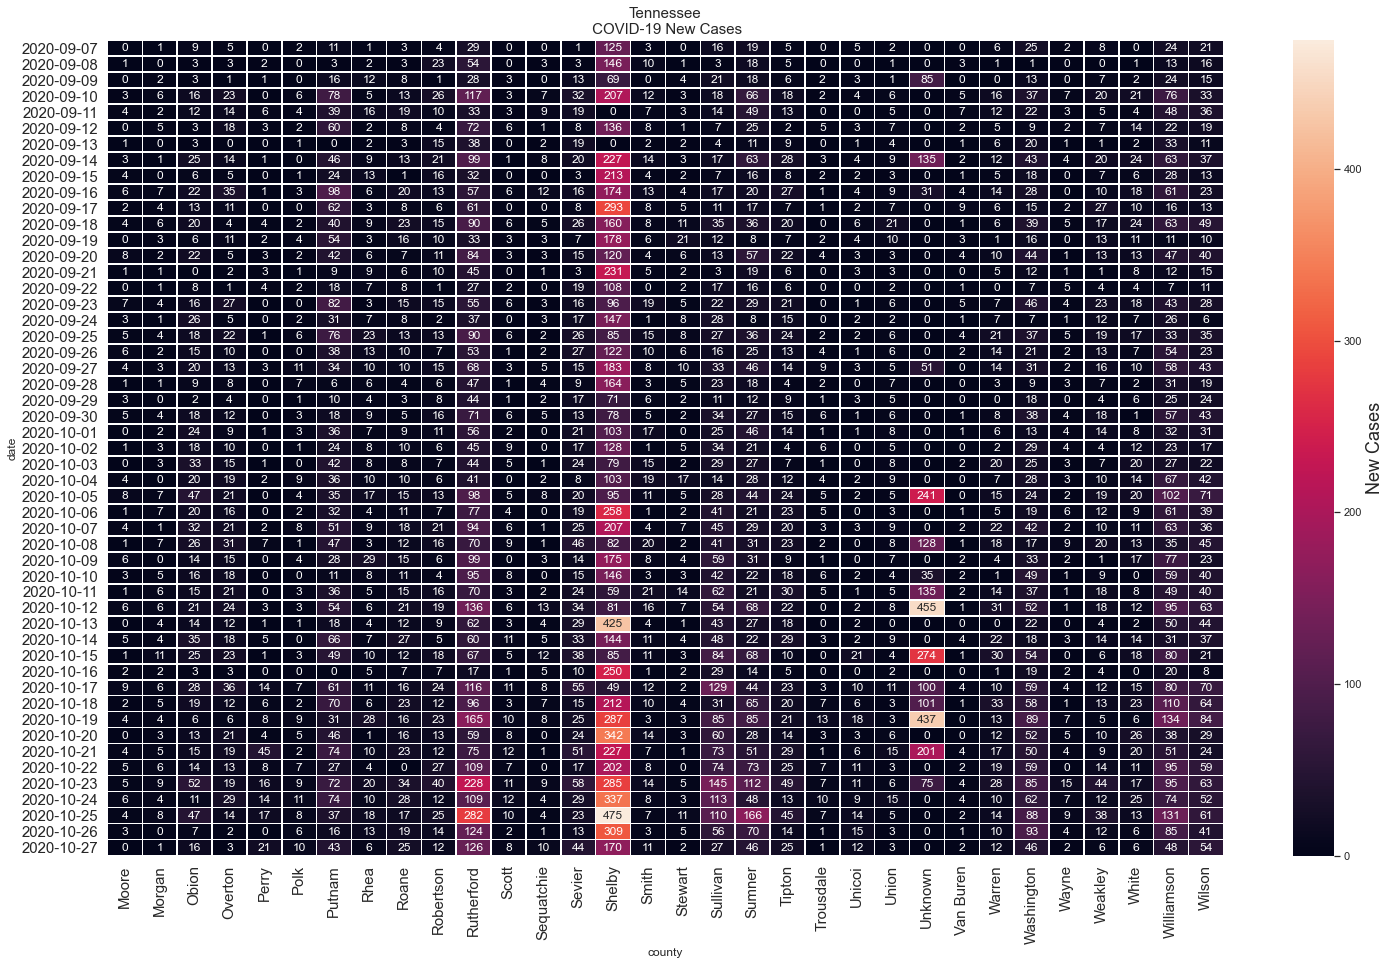 Tennessee
COVID-19 New Cases
2020-09-07 0 1 9 5 0 2 11 1 3 4 29 0 0 1 125 3 0 16 19 5 0 5 2 0 0 6 25 2 8 0 24 21
2020-09-08 1 0 3 3 2 0 3 2 3 23 54 0 3 3 146 10 1 3 18 5 0 0 1 0 3 1 1 0 0 1 13 16
2020-09-09 0 2 3 1 1 0 16 12 8 1 28 3 0 13 69 0 4 21 18 6 2 3 1 85 0 0 13 0 7 2 24 15
2020-09-10 3 6 16 23 0 6 78 5 13 26 117 3 7 32 207 12 3 18 66 18 2 4 6 0 5 16 37 7 20 21 76 33
2020-09-11 4 2 12 14 6 4 39 16 19 10 33 3 9 19 0 7 3 14 49 13 0 0 5 0 7 12 22 3 5 4 48 36
2020-09-12 0 5 3 18 3 2 60 2 8 4 72 6 1 8 136 8 1 7 25 2 5 3 7 0 2 5 9 2 7 14 22 19
2020-09-13 1 0 3 0 0 1 0 2 3 15 38 0 2 19 0 2 2 4 11 9 0 1 4 0 1 6 20 1 1 2 33 11
2020-09-14 3 1 25 14 1 0 46 9 13 21 99 1 8 20 227 14 3 17 63 28 3 4 9 135 2 12 43 4 20 24 63 37
2020-09-15 4 0 6 5 0 1 24 13 1 16 32 0 0 3 213 4 2 7 16 8 2 2 3 0 1 5 18 0 7 6 28 13
2020-09-16 6 7 22 35 1 3 98 6 20 13 57 6 12 16 174 13 4 17 20 27 1 4 9 31 4 14 28 0 10 18 61 23
2020-09-17 2 4 13 11 0 0 62 3 8 6 61 0 0 8 293 8 5 11 17 7 1 2 7 0 9 6 15 2 27 10 16 13
2020-09-18 4 6 20 4 4 2 40 9 23 15 90 6 5 26 160 8 11 35 36 20 0 6 21 0 1 6 39 5 17 24 63 49
2020-09-19 0 3 6 11 2 4 54 3 16 10 33 3 3 7 178 6 21 12 8 7 2 4 10 0 3 1 16 0 13 11 11 10
2020-09-20 8 2 22 5 3 2 42 6 7 11 84 3 3 15 120 4 6 13 57 22 4 3 3 0 4 10 44 1 13 13 47 40
2020-09-21 1 1 0 2 3 1 9 9 6 10 45 0 1 3 231 5 2 3 19 6 0 3 0 0 0 5 12 1 1 8 12 15
2020-09-22 0 1 8 1 4 2 18 7 8 1 27 2 0 19 108 0 2 17 16 6 0 0 2 0 1 0 7 5 4 4 7 11
2020-09-23 7 4 16 27 0 0 82 3 15 15 55 6 3 16 96 19 5 22 29 21 0 1 6 0 5 7 46 4 23 18 43 28
2020-09-24 3 1 26 5 0 2 31 7 8 2 37 0 3 17 147 1 8 28 8 15 0 2 2 0 1 7 7 1 12 7 26 6
2020-09-25 5 4 18 22 1 6 76 23 13 13 90 6 2 26 85 15 8 27 36 24 2 2 6 0 4 21 37 5 19 17 33 35
2020-09-26 6 2 15 10 0 0 38 13 10 7 53 1 2 27 122 10 6 16 25 13 4 1 6 0 2 14 21 2 13 7 54 23
2020-09-27 4 3 20 13 3 11 34 10 10 15 68 3 5 15 183 8 10 33 46 14 9 3 5 51 0 14 31 2 16 10 58 43
2020-09-28 1 1 9 8 0 7 6 6 4 6 47 1 4 9 164 3 5 23 18 4 2 0 7 0 0 3 9 3 7 2 31 19
2020-09-29 3 0 2 4 0 1 10 4 3 8 44 1 2 17 71 6 2 11 12 9 1 3 5 0 0 0 18 0 4 6 25 24
2020-09-30 5 4 18 12 0 3 18 9 5 16 71 6 5 13 78 5 2 34 27 15 6 1 6 0 1 8 38 4 18 1 57 43
2020-10-01 0 2 24 9 1 3 36 7 9 11 56 2 0 21 103 17 0 25 46 14 1 1 8 0 1 6 13 4 14 8 32 31
2020-10-02 1 3 18 10 0 1 24 8 10 6 45 9 0 17 128 1 5 34 21 4 6 0 5 0 0 2 29 4 4 12 23 17
2020-10-03 0 3 33 15 1 0 42 8 8 7 44 5 1 24 79 15 2 29 27 7 1 0 8 0 2 20 25 3 7 20 27 22
2020-10-04 4 0 20 19 2 9 36 10 10 6 41 0 2 8 103 19 17 14 28 12 4 2 9 0 0 7 28 3 10 14 67 42
2020-10-05 8 7 47 21 0 4 35 17 15 13 98 5 8 20 95 11 5 28 44 24 5 2 5 241 0 15 24 2 19 20 102 71
2020-10-06 1 7 20 16 0 2 32 4 11 7 77 4 0 19 258 1 2 41 21 23 5 0 3 0 1 5 19 6 12 9 61 39
2020-10-07 4 1 32 21 2 8 51 9 18 21 94 6 1 25 207 4 7 45 29 20 3 3 9 0 2 22 42 2 10 11 63 36
2020-10-08 1 7 26 31 7 1 47 3 12 16 70 9 1 46 82 20 2 41 31 23 2 0 8 128 1 18 17 9 20 13 35 45
2020-10-09 6 0 14 15 0 4 28 29 15 6 99 0 3 14 175 8 4 59 31 9 1 0 4 0 2 4 33 2 1 17 77 23
2020-10-10 3 5 16 18 0 0 11 8 11 4 95 8 0 15 146 3 3 42 22 18 6 2 4 35 2 1 49 1 9 0 59 40
2020-10-11 1 6 15 21 0 3 36 5 15 16 70 3 2 24 59 21 14 62 21 30 5 1 5 135 2 14 37 1 18 8 49 40
2020-10-12 6 6 21 24 3 3 54 6 21 19 136 6 13 34 81 16 7 54 68 22 0 2 8 455 1 31 52 1 18 12 95 63
2020-10-13 0 4 14 12 1 1 18 4 12 9 62 3 4 29 425 4 1 43 27 18 0 2 0 0 0 0 22 0 4 2 50 44
2020-10-14 5 4 35 18 5 0 66 7 27 5 60 11 5 33 144 11 4 48 22 29 3 2 9 0 4 22 18 3 14 14 31 37
2020-10-15 1 11 25 23 1 3 49 10 12 18 67 5 12 38 85 11 3 84 68 10 0 21 4 274 1 30 54 0 6 18 80 21
2020-10-16 2 2 3 3 0 0 0 5 7 7 17 1 5 10 250 1 2 29 14 5 0 0 2 0 0 1 19 2 4 0 20 8
2020-10-17 9 6 28 36 14 7 61 11 16 24 116 11 8 55 49 12 2 129 44 23 3 10 11 100 4 10 59 4 12 15 80 70
2020-10-18 2 5 19 12 6 2 70 6 23 12 96 3 7 15 212 10 4 31 65 20 7 6 3 101 1 33 58 1 13 23 110 64
2020-10-19 4 4 6 6 8 9 31 28 16 23 165 10 8 25 287 3 3 85 85 21 13 18 3 437 0 13 89 7 5 6 134 84
2020-10-20 0 3 13 21 4 5 46 1 16 13 59 8 0 24 342 14 3 60 28 14 3 3 6 0 0 12 52 5 10 26 38 29
2020-10-21 4 5 15 19 45 2 74 10 23 12 75 12 1 51 227 7 1 73 51 29 1 6 15 201 4 17 50 4 9 20 51 24
2020-10-22 5 6 14 13 8 7 27 4 0 27 109 7 0 17 202 8 0 74 73 25 7 11 3 0 2 19 59 0 14 11 95 59
2020-10-23 5 9 52 19 16 9 72 20 34 40 228 11 9 58 285 14 5 145 112 49 7 11 6 75 4 28 85 15 44 17 95 63
2020-10-24 6 4 11 29 14 11 74 10 28 12 109 12 4 29 337 8 3 113 48 13 10 9 15 0 4 10 62 7 12 25 74 52
2020-10-25 4 8 47 14 17 8 37 18 17 25 282 10 4 23 475 7 11 110 166 45 7 14 5 0 2 14 88 9 38 13 131 61
2020-10-26 3 0 7 2 0 6 16 13 19 14 124 2 1 13 309 3 5 56 70 14 1 15 3 0 1 10 93 4 12 6 85 41
2020-10-27 0 1 16 3 21 10 43 6 25 12 126 8 10 44 170 11 2 27 46 25 1 12 3 0 2 12 46 2 6 6 48 54
date
Moore Morgan Obion Overton Perry Polk Putnam Rhea Roane Robertson Rutherford Scott Sequatchie Sevier Shelby Smith Stewart Sullivan Sumner Tipton Trousdale Unicoi Union Unknown Van Buren Warren Washington Wayne Weakley White Williamson Wilson
county
400
300
200
100
0
New Cases